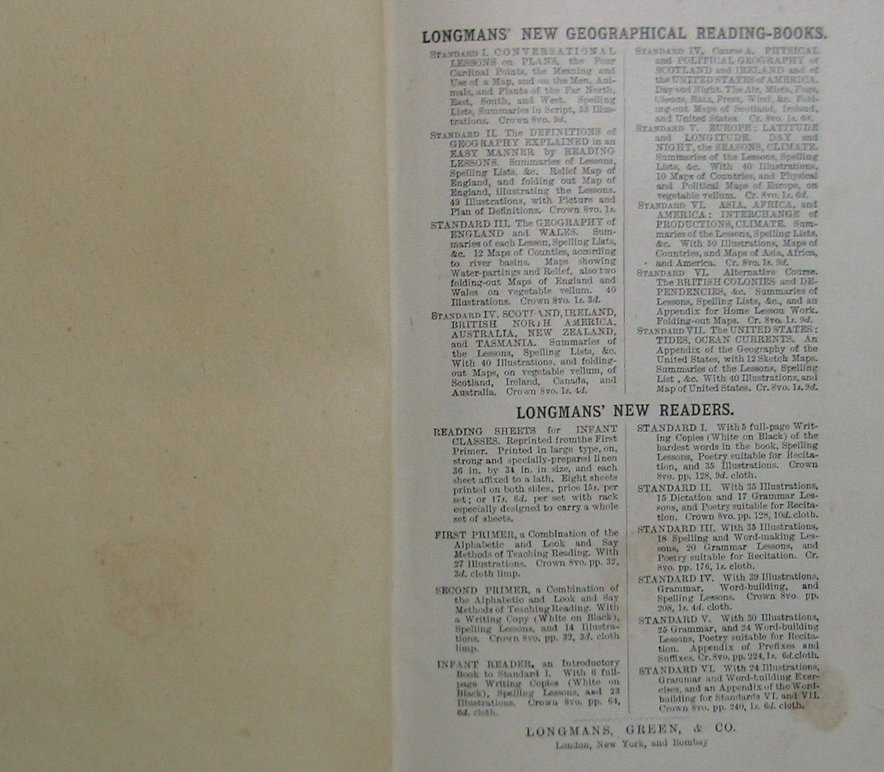 LONGMANS' NEW GEOGRAPHICAL READING-BOOKS.
STANDARD I. CONVERSATIONAL
LESSONS on PLANS, the Four
Cardinal Points, the Meaning and
Use of a Map, and on the Men, Ani-
mals, and Plants of the Far North,
East, South, and West. Spelling
Lists, Summaries in Script, 53 Illus-
trations. Crown 8vo. 9d.
STANDARD II. The DEFINITIONS of
GEOGRAPHY EXPLAINED in an
EASY MANNER by READING
LESSONS. Summaries of Lessons,
Spelling Lists. &c. Relief Map of
England, and folding out Map of
England, illustrating the Lessons.
49 Illustrations, with Picture and
Plan of Definitions. Crown 8vo. 1s.
STANDARD III. The GEOGRAPHY of
ENGLAND and WALES. Sum-
maries of each Lesson, Spelling Lists,
&c. 12 Maps of Counties, according
to river basins. Maps showing
Water-partings and Relief, also two
folding-out Maps of England and
Wales on vegetable vellum. 40
Illustrations. Crown 8vo. 1s. 3d.
STANDARD IV. SCOTLAND, IRELAND,
BRITISH NORTH AMERICA,
AUSTRALIA, NEW ZEALAND,
and TASMANIA. Summaries of
the Lessons, Spelling Lists, &c.
With 40 Illustrations, and folding-
out Maps, on vegetable vellum, of
Scotland, Ireland, Canada, and
Australia. Crown 8vo. 1s. 4d.
STANDARD IV. Course A. PHYSICAL
and POLITICAL GEOGRAPHY of
SCOTLAND and IRELAND and of
the UNITED STATES of AMERICA.
Day and Night. The Air, Mists, Fogs,
Clouds, Rain, Frost, Wind, &c. Fold-
ing-out Maps of Scotland, Ireland,
and United States. Cr. 8vo. 1s. 6d.
STANDARD V. EUROPE: LATITUDE
and LONGITUDE. DAY and
NIGHT, the SEASONS, CLIMATE.
Summaries of the Lessons, Spelling
Lists, &c. With 40 Illustrations,
10 Maps of Countries, and Physical
and Political Maps of Europe, on
vegetable vellum. Cr. 8vo. 1s. 6d.
STANDARD VI. ASIA, AFRICA, and
AMERICA: INTERCHANGE of
PRODUCTIONS, CLIMATE. Sum-
maries of the Lessons, Spelling Lists,
&c. With 50 Illustrations, Maps of
Countries, and Maps of Asia, Africa,
and America. Cr. 8vo. 1s. 9d.
STANDARD VI. Alternative Course.
The BRITISH COLONIES and DE-
PENDENCIES, &c. Summaries of
Lessons, Spelling Lists, &c., and an
Appendix for Home Lesson Work.
Folding-out Maps. Cr. 8vo. 1s. 9d.
STANDARD VII. The UNITED STATES:
TIDES, OCEAN CURRENTS. An
Appendix of the Geography of the
United States, with 12 Sketch Maps.
Summaries of the Lessons, Spelling
List , &c. With 40 Illustrations, and
Map of United States. Cr. 8vo. 1s. 9d.
LONGMANS' NEW READERS.
READING SHEETS for INFANT
CLASSES. Reprinted from the First
Primer. Printed in large type, on,
strong and specially-prepared linen
36 in. by 34 in. in size, and each
sheet affixed to a lath. Eight sheets
printed on both sides, price 15s. per
set; or 17s. 6d. per set with rack
especially designed to carry a whole
set of sheets.
FIRST PRIMER, a Combination of the
Alphabetic and Look and Say
Methods of Teaching Reading. With
27 Illustrations. Crown 8vo. pp. 32,
3d. cloth limp.
SECOND PRIMER, a Combination of
the Alphabetic and Look and Say
Methods of Teaching Reading. With
a Writing Copy (White on Black),
Spelling Lessons, and 14 Illustra-
tions. Crown 8vo. pp. 32, 3d. cloth
limp.
INFANT READER, an Introductory
Book to Standard I. With 6 full-
page Writing Copies (White on
Black), Spelling Lessons, and 23
Illustrations. Crown 8vo. pp. 64,
6d. cloth.
STANDARD I. With 5 full-page Writ-
ing Copies (White on Black) of the
hardest words in the book, Spelling
Lessons, Poetry suitable for Recita-
tion, and 35 Illustrations. Crown
8vo. pp. 128, 9d. cloth.
STANDARD II. With 35 Illustrations,
15 Dictation and 17 Grammar Les-
sons, and Poetry suitable for Recita-
tion. Crown 8vo. pp. 128, 10d. cloth.
STANDARD III. With 35 Illustrations,
18 Spelling and Word-making Les-
sons, 20 Grammar Lessons, and
Poetry suitable for Recitation. Cr.
8vo. pp. 176, 1s. cloth.
STANDARD IV. With 39 Illustrations,
Grammar, Word-building, and
Spelling Lessons. Crown 8vo. pp.
208, 1s. 4d. cloth.
STANDARD V. With 30 Illustrations,
25 Grammar, and 24 Word-building
Lessons, Poetry suitable for Recita-
tion. Appendix of Prefixes and
Suffixes. Cr. 8vo. pp. 224, 1s. 6d. cloth.
STANDARD VI. With 24 Illustrations,
Grammar and Word-building Exer-
cises, and an Appendix of the Word-
building for Standards VI. and VII.
Crown 8vo. pp. 240, 1s. 6d. cloth.
LONGMANS, GREEN, & CO.
London, New York, and Bombay